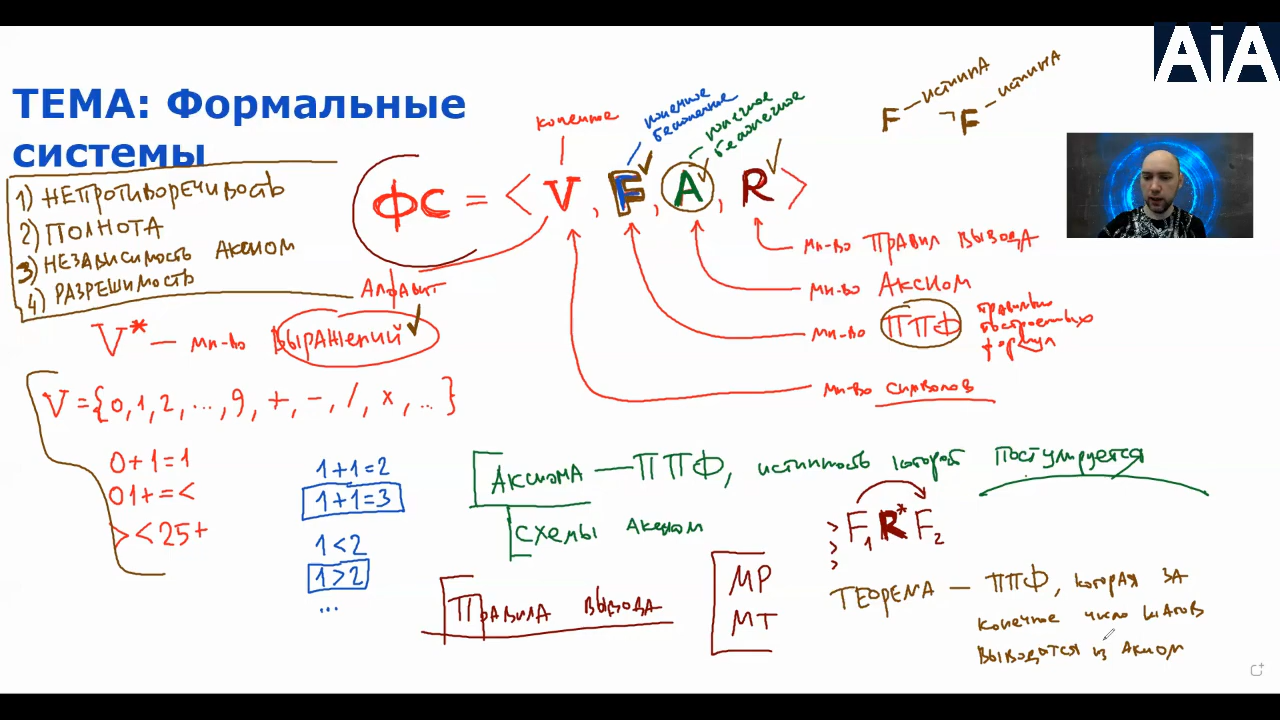 AiA
ТЕМА: Формальные
системы
конечное
конечное
бесконечное
конечное
бесконечное
F — истина
¬F — истина
ФС = < V, F, A, R >
1) НЕПРОТИВОРЕЧИВОСТЬ
2) ПОЛНОТА
3) НЕЗАВИСИМОСТЬ АКСИОМ
4) РАЗРЕШИМОСТЬ
Алфавит
мн-во ПРАВИЛ ВЫВОДА
мн-во АКСИОМ
мн-во ППФ
правильно
построенных
формул
мн-во символов
V* — мн-во Выражений
V = {0, 1, 2, ..., 9, +, -, /, x, ...}
0+1=1
01+=<
><25+
1+1=2
1+1=3
1<2
1>2
...
Аксиома — ППФ, истинность которой постулируется
схемы Аксиом
Правила вывода
MP
MT
F1 R* F2
ТЕОРЕМА — ППФ, которая ЗА
конечное число шагов
выводотся из Аксиом